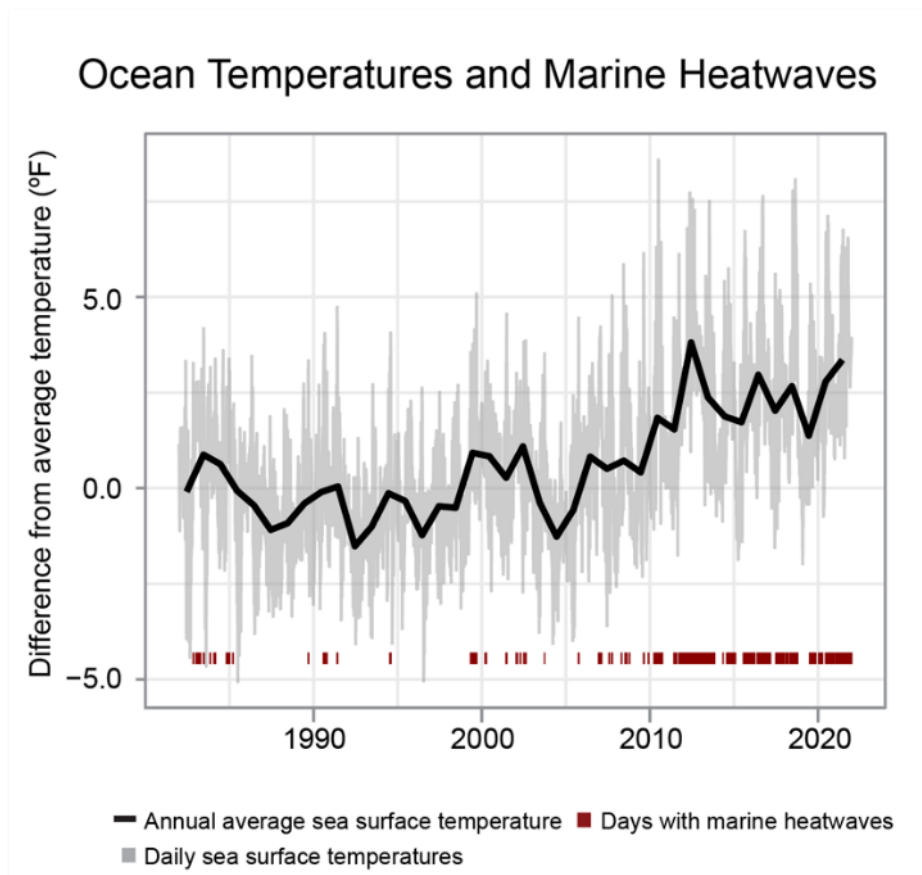 Ocean Temperatures and Marine Heatwaves
Difference from average temperature (ºF)
5.0
0.0
−5.0
1990 2000 2010 2020
Annual average sea surface temperature Days with marine heatwaves
Daily sea surface temperatures